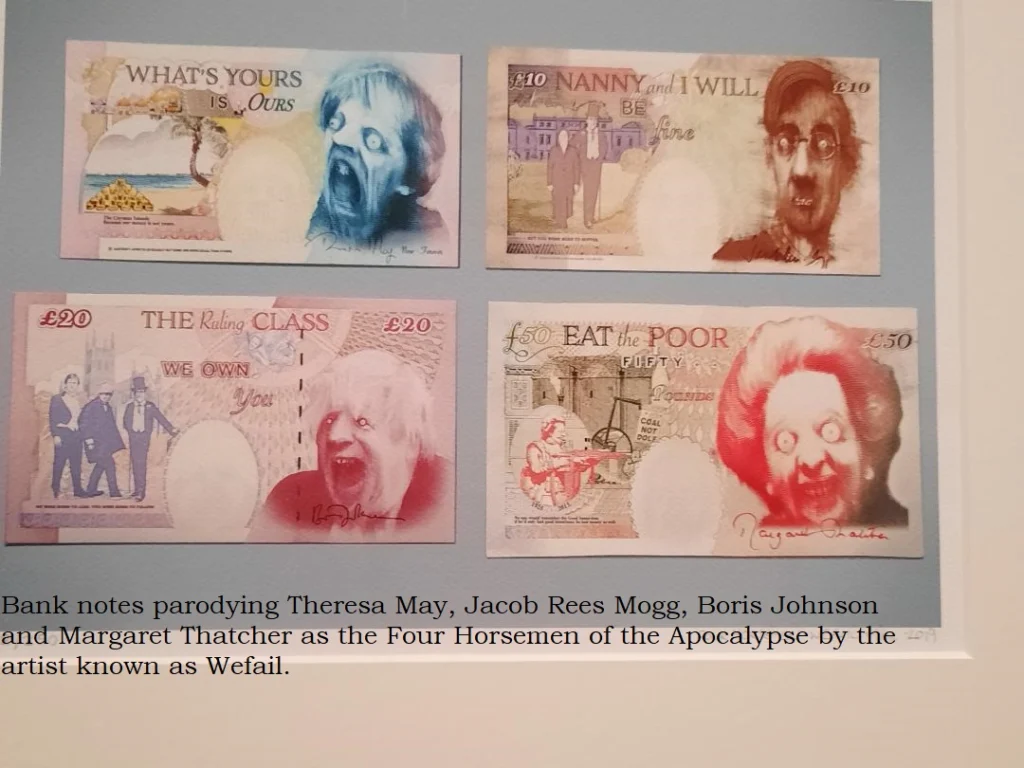 WHAT'S YOURS
IS OURS
The Cayman Islands
£10 NANNY and I WILL £10
BE
fine
£20 THE Ruling CLASS £20
WE OWN
You
£50 EAT the POOR £50
FIFTY
Pounds
COAL
NOT
DOLE
Margaret Thatcher
Bank notes parodying Theresa May, Jacob Rees Mogg, Boris Johnson
and Margaret Thatcher as the Four Horsemen of the Apocalypse by the
artist known as Wefail.